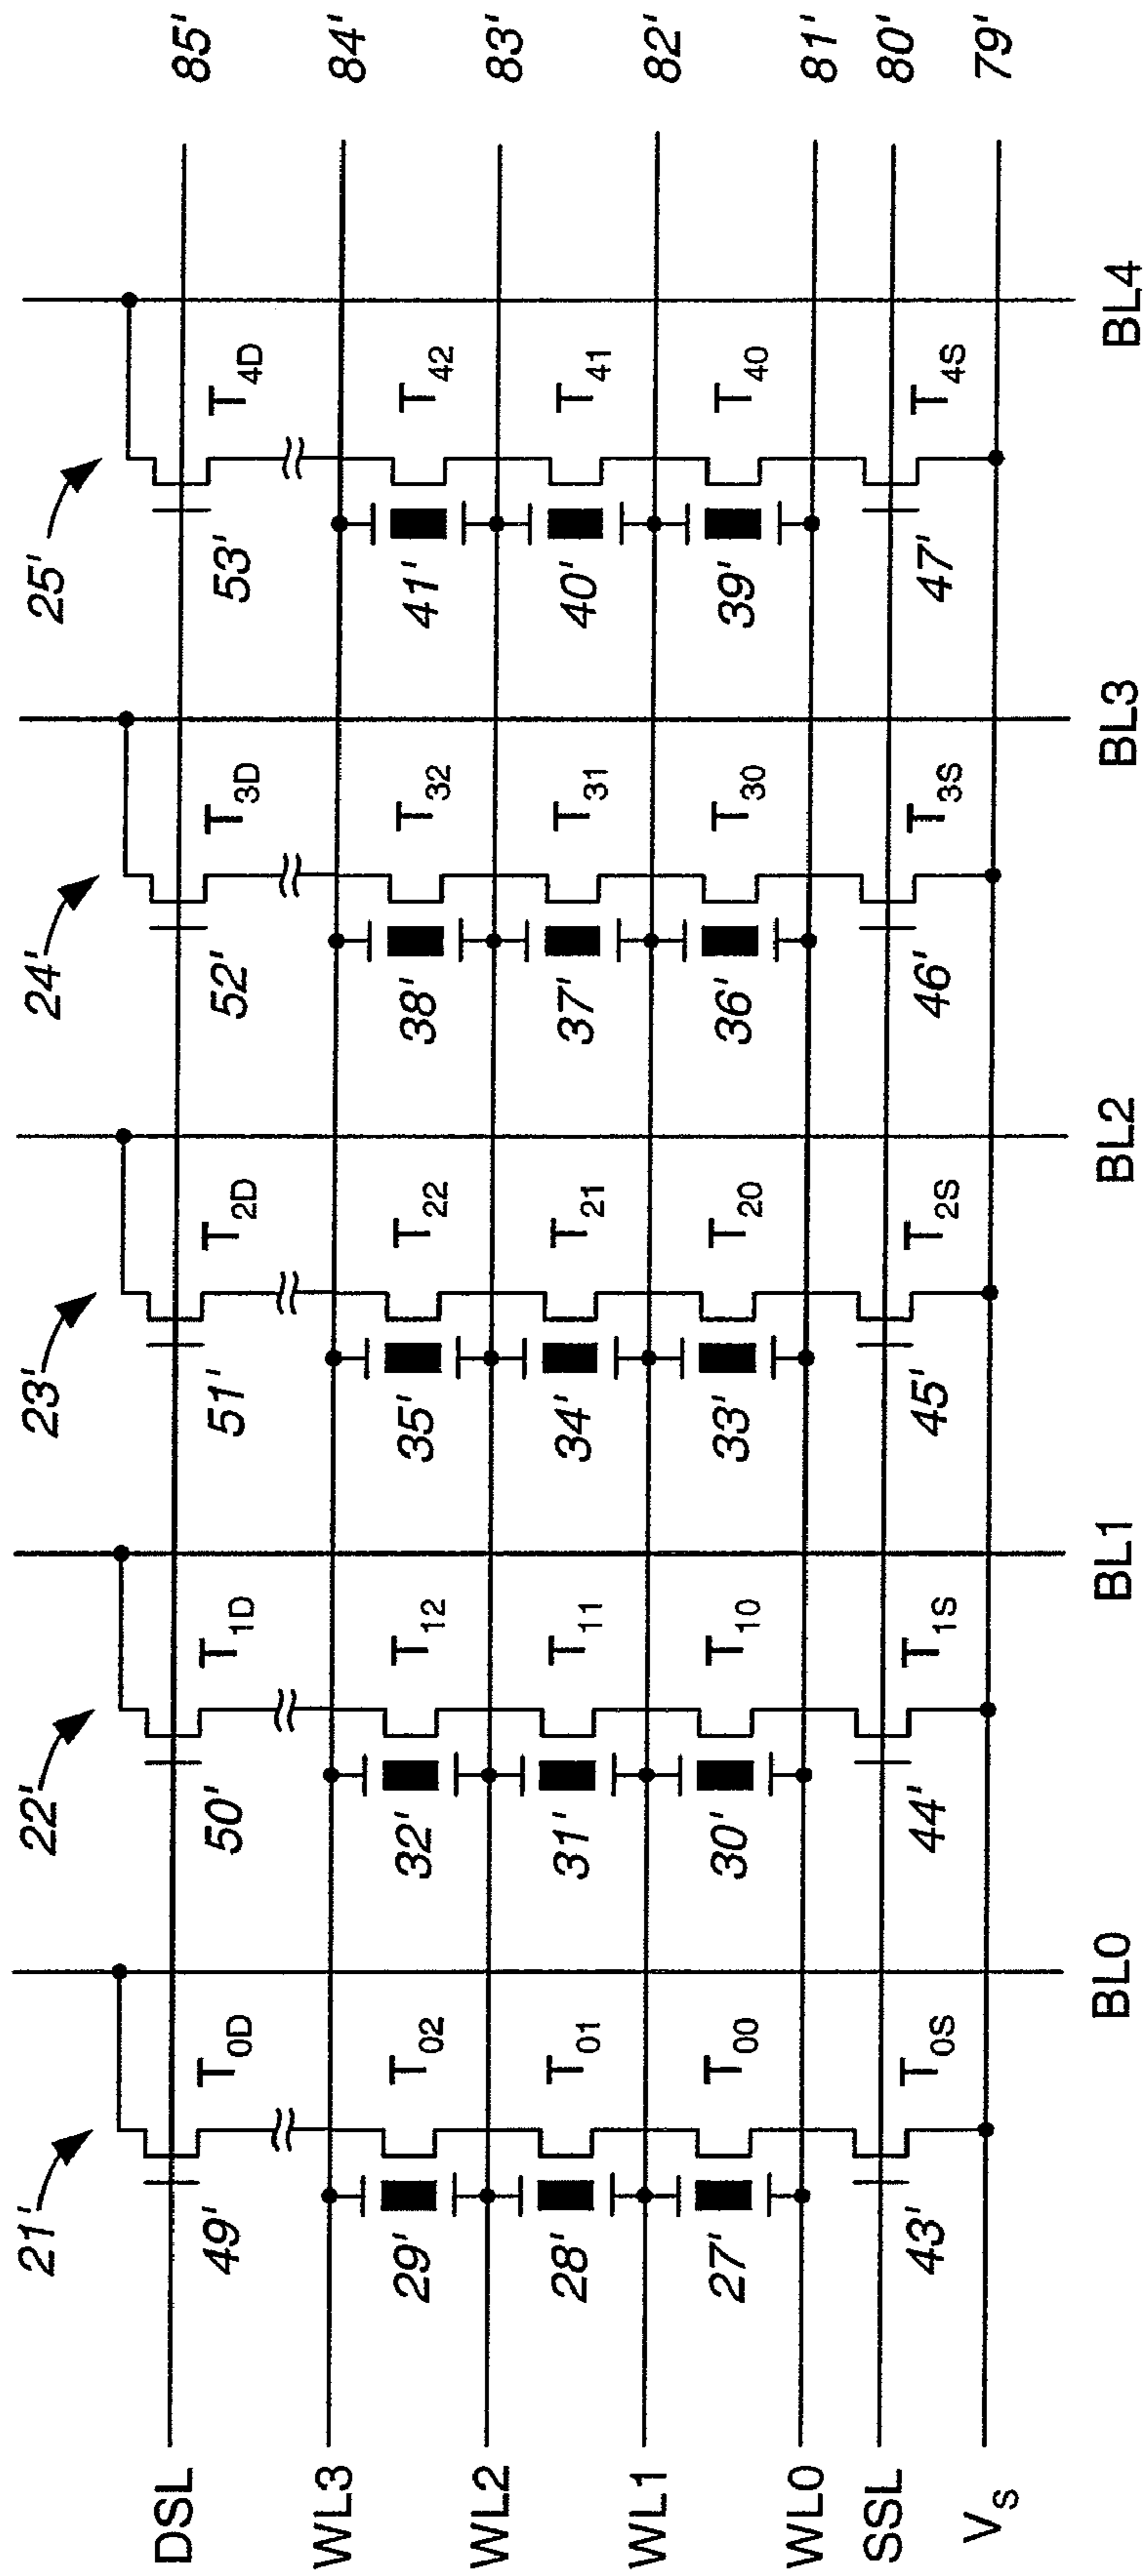 21' 22' 23' 24' 25'
DSL 85'
49' T0D 50' T1D 51' T2D 52' T3D 53' T4D
WL3 84'
29' T02 32' T12 35' T22 38' T32 41' T42
WL2 83'
28' T01 31' T11 34' T21 37' T31 40' T41
WL1 82'
27' T00 30' T10 33' T20 36' T30 39' T40
WL0 81'
SSL 80'
43' T0S 44' T1S 45' T2S 46' T3S 47' T4S
VS 79'
BL0 BL1 BL2 BL3 BL4